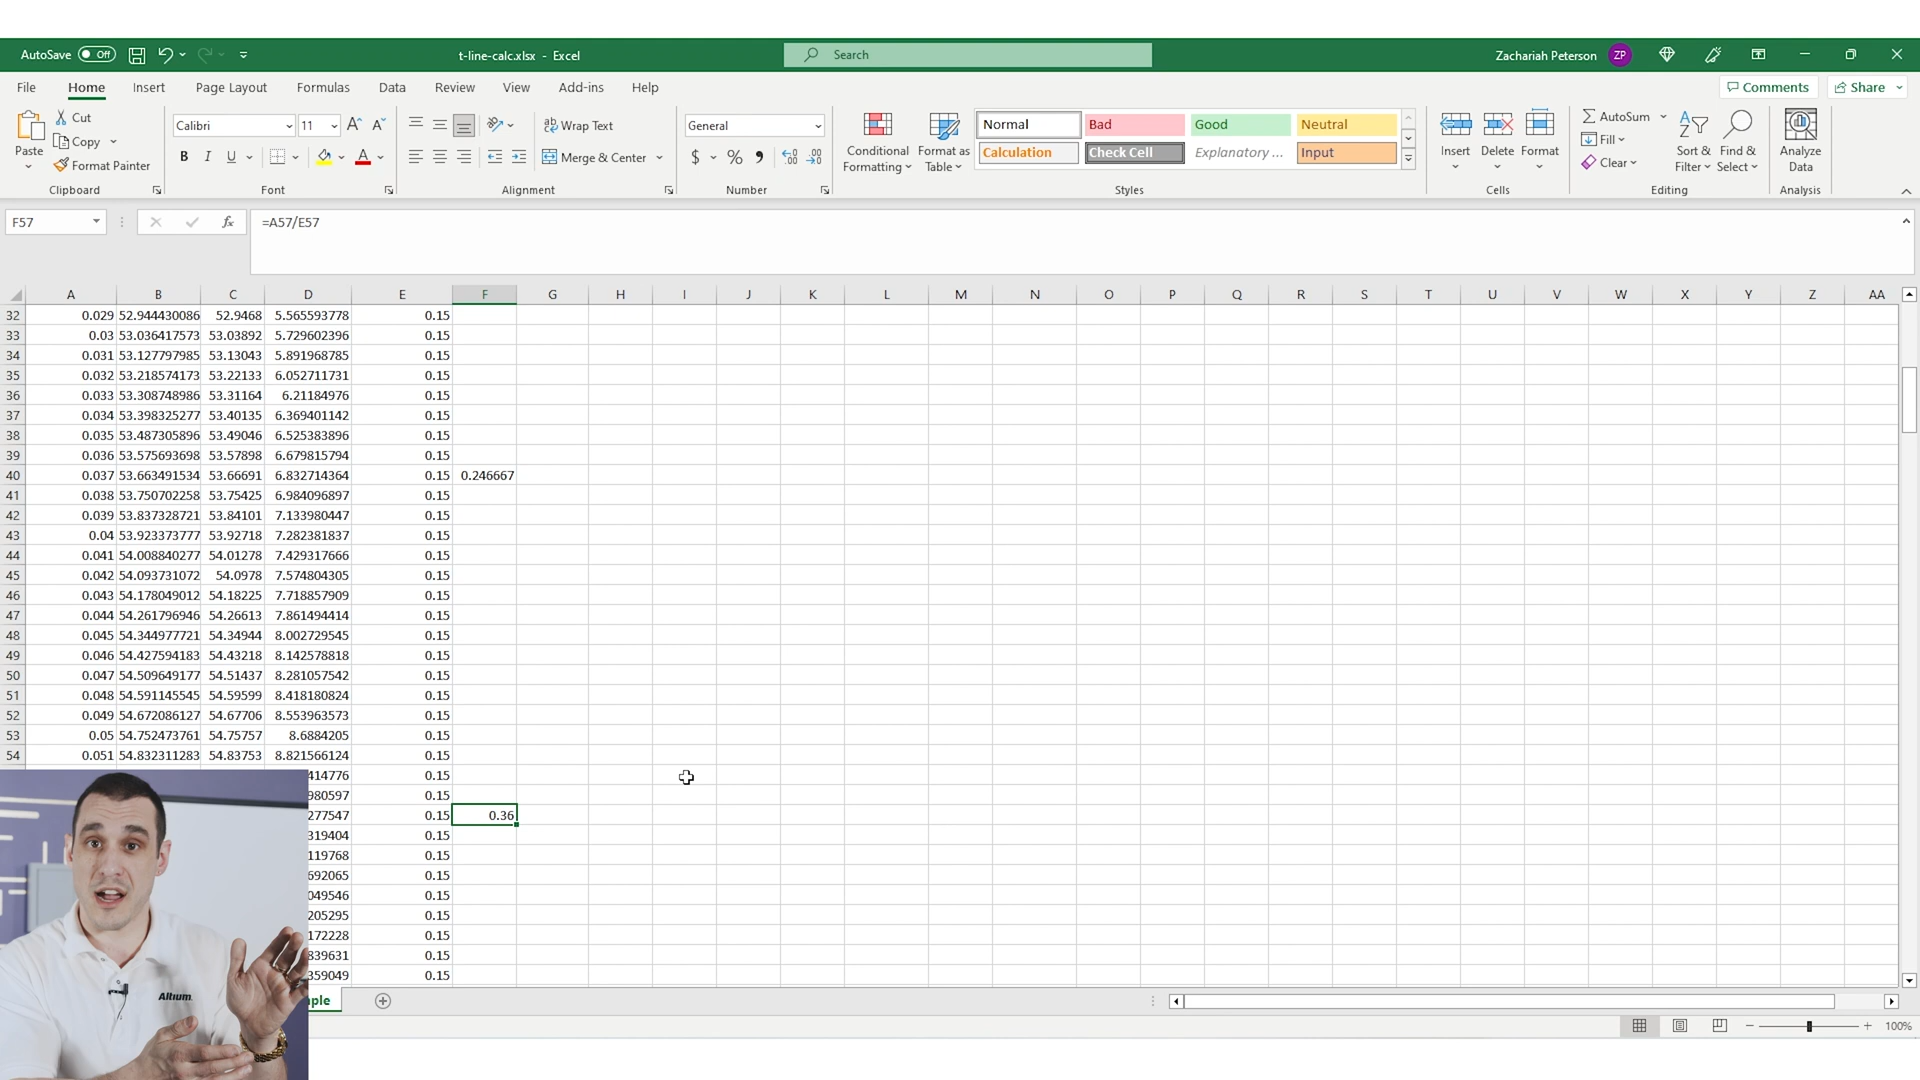 AutoSave Off t-line-calc.xlsx - Excel Search Zachariah Peterson ZP
File Home Insert Page Layout Formulas Data Review View Add-ins Help Comments Share
Paste Cut Copy Format Painter Clipboard
Calibri 11 B I U Font
Wrap Text Merge & Center Alignment
General $ % 9 Number
Conditional Formatting Format as Table Normal Bad Good Neutral Calculation Check Cell Explanatory ... Input Styles
Insert Delete Format Cells
AutoSum Fill Clear Sort & Filter Find & Select Editing
Analyze Data Analysis
F57 fx =A57/E57
A B C D E F G H I J K L M N O P Q R S T U V W X Y Z AA
32 0.029 52.944430086 52.9468 5.565593778 0.15
33 0.03 53.036417573 53.03892 5.729602396 0.15
34 0.031 53.127797985 53.13043 5.891968785 0.15
35 0.032 53.218574173 53.22133 6.052711731 0.15
36 0.033 53.308748986 53.31164 6.21184976 0.15
37 0.034 53.398325277 53.40135 6.369401142 0.15
38 0.035 53.487305896 53.49046 6.525383896 0.15
39 0.036 53.575693698 53.57898 6.679815794 0.15
40 0.037 53.663491534 53.66691 6.832714364 0.15 0.246667
41 0.038 53.750702258 53.75425 6.984096897 0.15
42 0.039 53.837328721 53.84101 7.133980447 0.15
43 0.04 53.923373777 53.92718 7.282381837 0.15
44 0.041 54.008840277 54.01278 7.429317666 0.15
45 0.042 54.093731072 54.0978 7.574804305 0.15
46 0.043 54.178049012 54.18225 7.718857909 0.15
47 0.044 54.261796946 54.26613 7.861494414 0.15
48 0.045 54.344977721 54.34944 8.002729545 0.15
49 0.046 54.427594183 54.43218 8.142578818 0.15
50 0.047 54.509649177 54.51437 8.281057542 0.15
51 0.048 54.591145545 54.59599 8.418180824 0.15
52 0.049 54.672086127 54.67706 8.553963573 0.15
53 0.05 54.752473761 54.75757 8.6884205 0.15
54 0.051 54.832311283 54.83753 8.821566124 0.15
414776 0.15
980597 0.15
277547 0.15 0.36
319404 0.15
119768 0.15
692065 0.15
049546 0.15
205295 0.15
172228 0.15
839631 0.15
359049 0.15
Altium
ple
100%